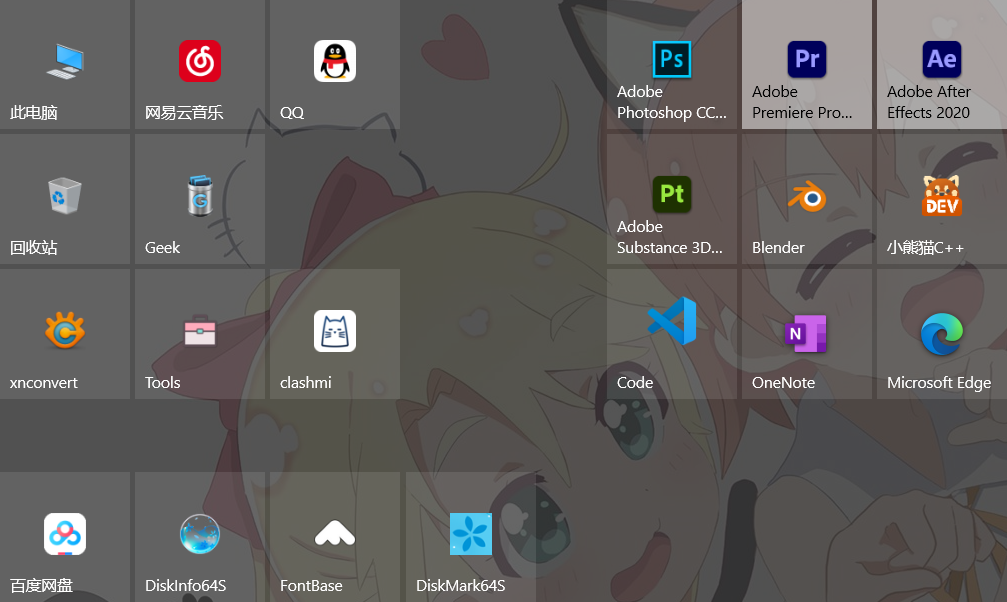 此电脑
网易云音乐
QQ
Ps
Adobe
Photoshop CC...
Pr
Adobe
Premiere Pro...
Ae
Adobe After
Effects 2020
回收站
G
Geek
Pt
Adobe
Substance 3D...
Blender
DEV
小熊猫C++
xnconvert
Tools
clashmi
Code
N
OneNote
Microsoft Edge
百度网盘
DiskInfo64S
FontBase
DiskMark64S